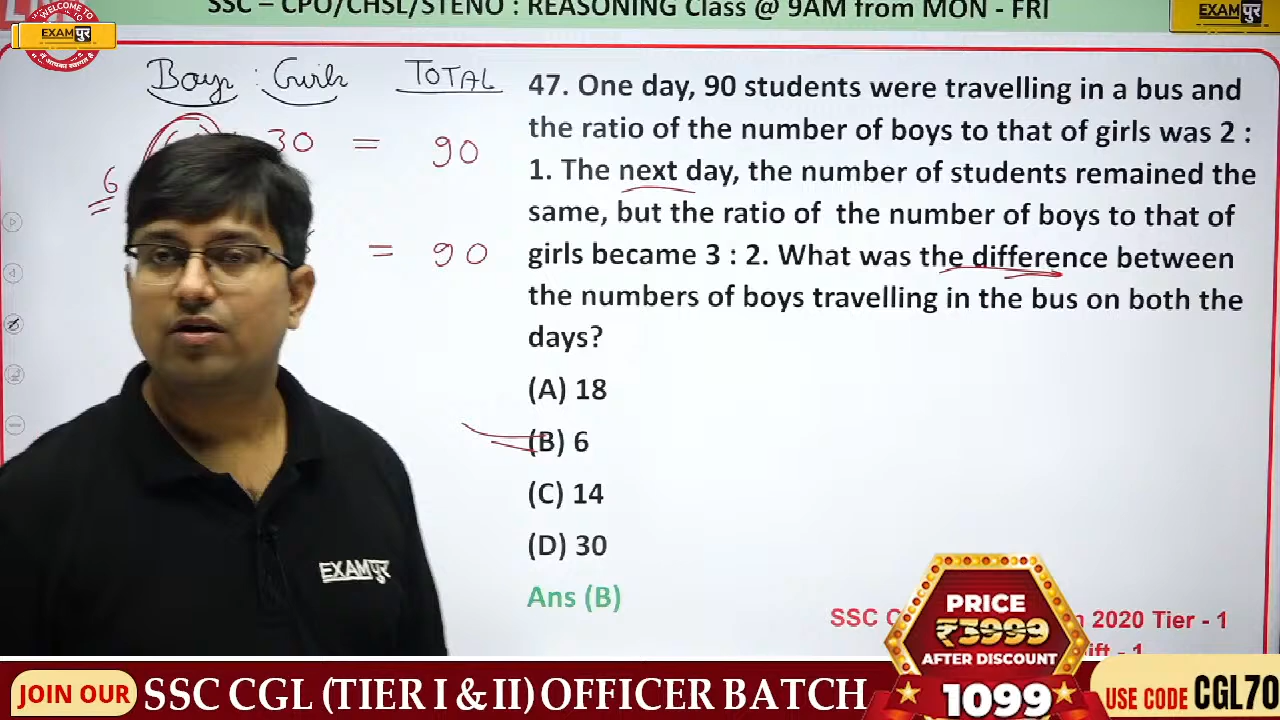 SSC – CPO/CHSL/STENO : REASONING Class @ 9AM from MON - FRI
WELCOME TO
EXAMपुर
EXAMपुर
Boys : Girls TOTAL
30 = 90
6
= 90
47. One day, 90 students were travelling in a bus and
the ratio of the number of boys to that of girls was 2 :
1. The next day, the number of students remained the
same, but the ratio of the number of boys to that of
girls became 3 : 2. What was the difference between
the numbers of boys travelling in the bus on both the
days?
(A) 18
(B) 6
(C) 14
(D) 30
Ans (B)
EXAMपुर
SSC 2020 Tier - 1
PRICE
₹3999
AFTER DISCOUNT
1099
JOIN OUR SSC CGL (TIER I & II) OFFICER BATCH
USE CODE CGL70